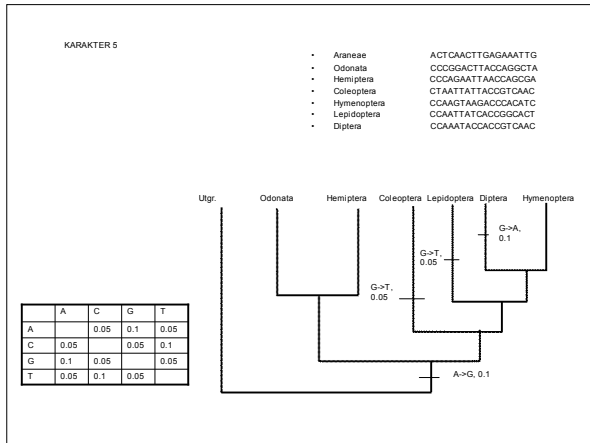 KARAKTER 5
• Araneae ACTCAACTTGAGAAATTG
• Odonata CCCGGACTTACCAGGCTA
• Hemiptera CCCAGAATTAACCAGCGA
• Coleoptera CTAATTATTACCGTCAAC
• Hymenoptera CCAAGTAAGACCCACATC
• Lepidoptera CCAATTATCACCGGCACT
• Diptera CCAAATACCACCGTCAAC
Utgr. Odonata Hemiptera Coleoptera Lepidoptera Diptera Hymenoptera
G->A,
0.1
G->T,
0.05
G->T,
0.05
A->G, 0.1
A C G T
A 0.05 0.1 0.05
C 0.05 0.05 0.1
G 0.1 0.05 0.05
T 0.05 0.1 0.05